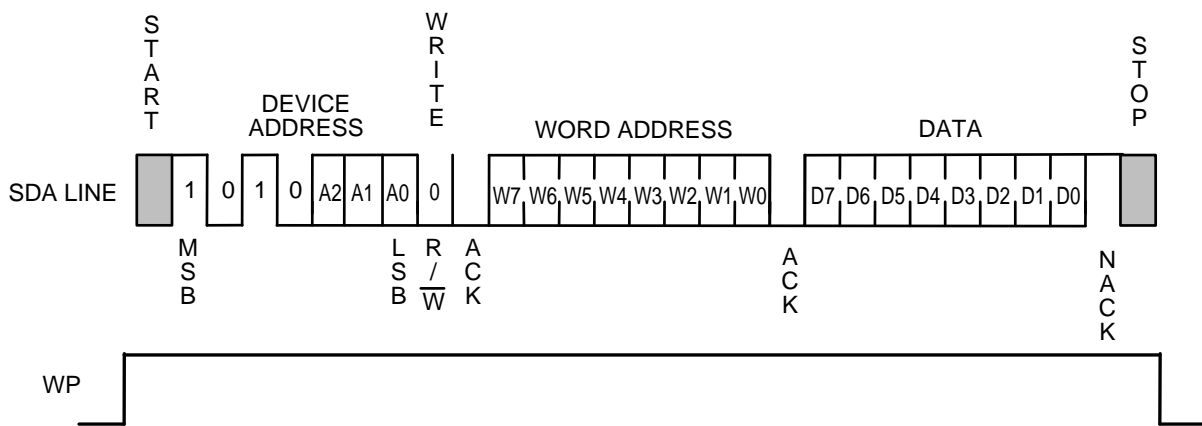 START
WRITE
STOP
DEVICE
ADDRESS
WORD ADDRESS
DATA
SDA LINE
1 0 1 0 A2 A1 A0 0 W7 W6 W5 W4 W3 W2 W1 W0 D7 D6 D5 D4 D3 D2 D1 D0
MSB
LSB
R/W
ACK
ACK
NACK
WP